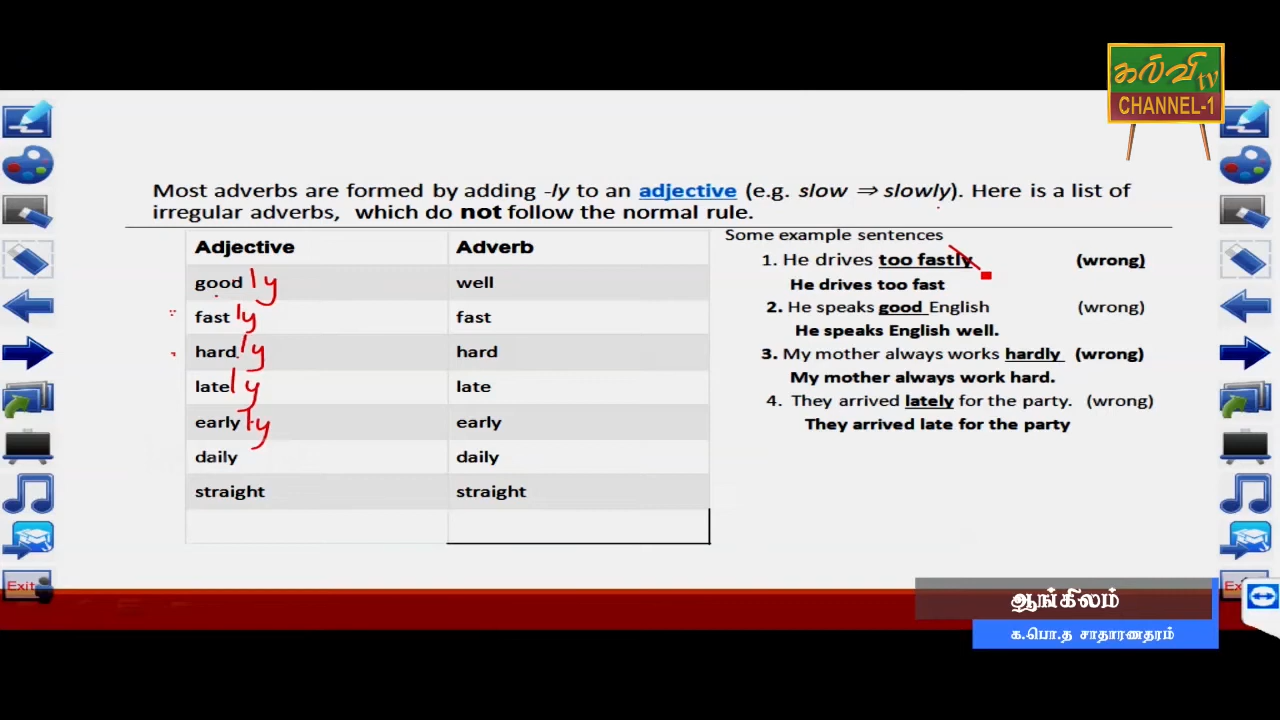 கல்வி tv
CHANNEL-1
Most adverbs are formed by adding -ly to an adjective (e.g. slow ⇒ slowly). Here is a list of
irregular adverbs, which do not follow the normal rule.
Adjective Adverb
good ly well
fast ly fast
hard ly hard
late ly late
early ly early
daily daily
straight straight
Some example sentences
1. He drives too fastly (wrong)
He drives too fast
2. He speaks good English (wrong)
He speaks English well.
3. My mother always works hardly (wrong)
My mother always work hard.
4. They arrived lately for the party. (wrong)
They arrived late for the party
Exit
Ex
ஆங்கிலம்
க.பொ.த சாதாரணதரம்